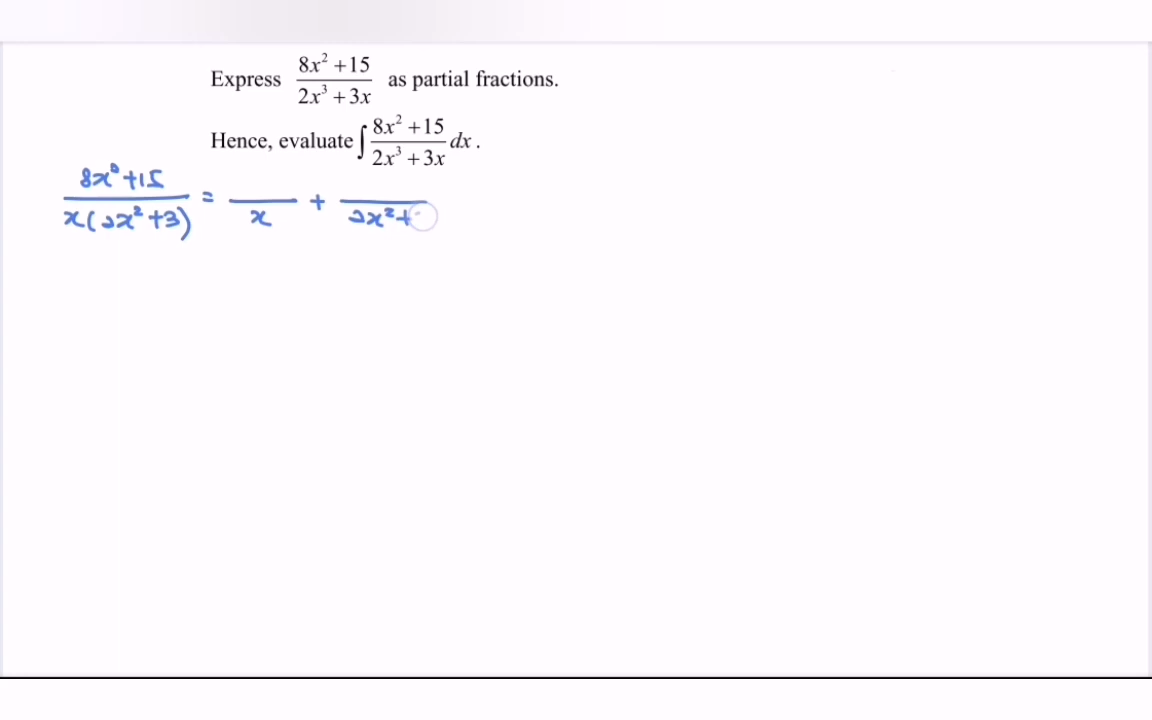 Express (8x² + 15)/(2x³ + 3x) as partial fractions.
Hence, evaluate ∫ (8x² + 15)/(2x³ + 3x) dx.
(8x² + 15)/(x(2x² + 3)) = /x + /(2x² +